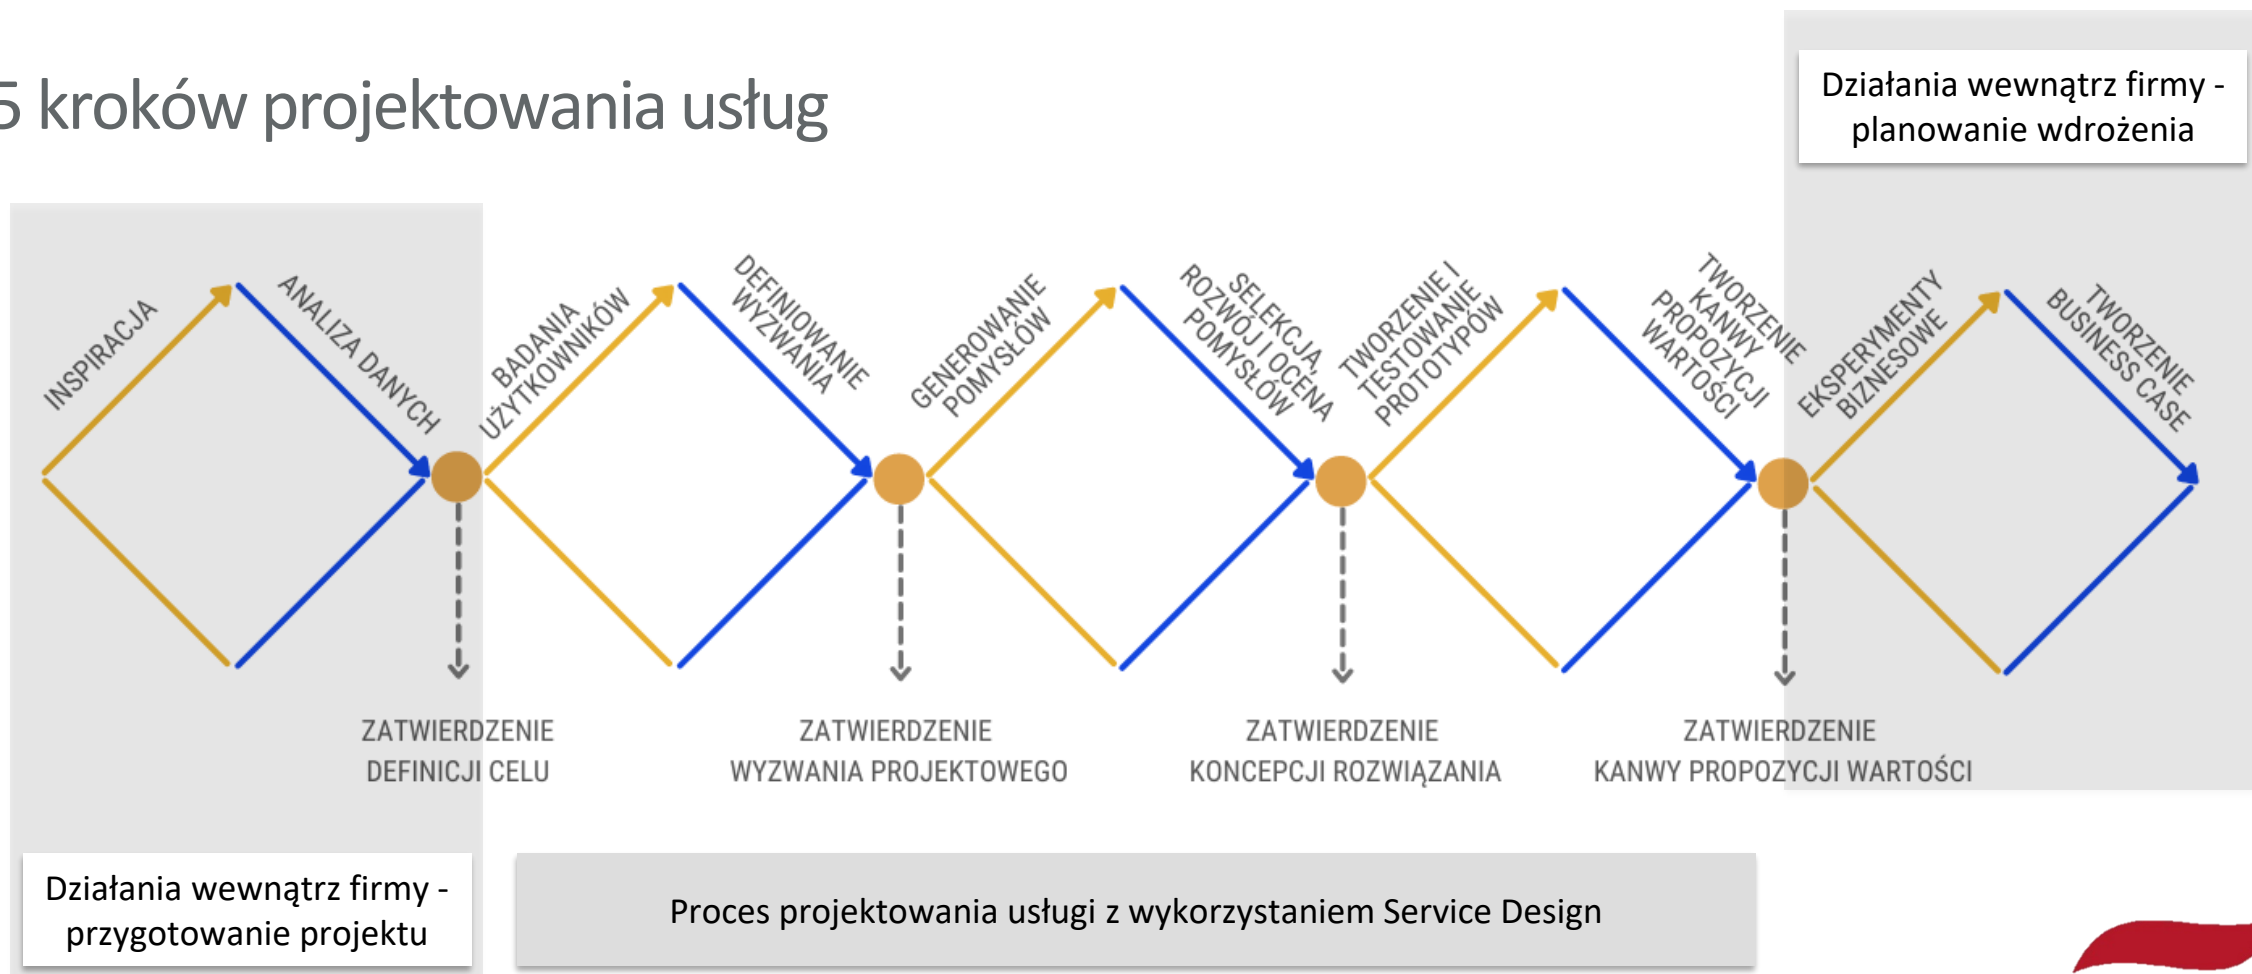 5 kroków projektowania usług
Działania wewnątrz firmy -
planowanie wdrożenia
INSPIRACJA
ANALIZA DANYCH
BADANIA
UŻYTKOWNIKÓW
DEFINIOWANIE
WYZWANIA
GENEROWANIE
POMYSŁÓW
SELEKCJA,
ROZWÓJ I OCENA
POMYSŁÓW
TWORZENIE I
TESTOWANIE
PROTOTYPÓW
TWORZENIE
KANWY
PROPOZYCJI
WARTOŚCI
EKSPERYMENTY
BIZNESOWE
TWORZENIE
BUSINESS CASE
ZATWIERDZENIE
DEFINICJI CELU
ZATWIERDZENIE
WYZWANIA PROJEKTOWEGO
ZATWIERDZENIE
KONCEPCJI ROZWIĄZANIA
ZATWIERDZENIE
KANWY PROPOZYCJI WARTOŚCI
Działania wewnątrz firmy -
przygotowanie projektu
Proces projektowania usługi z wykorzystaniem Service Design